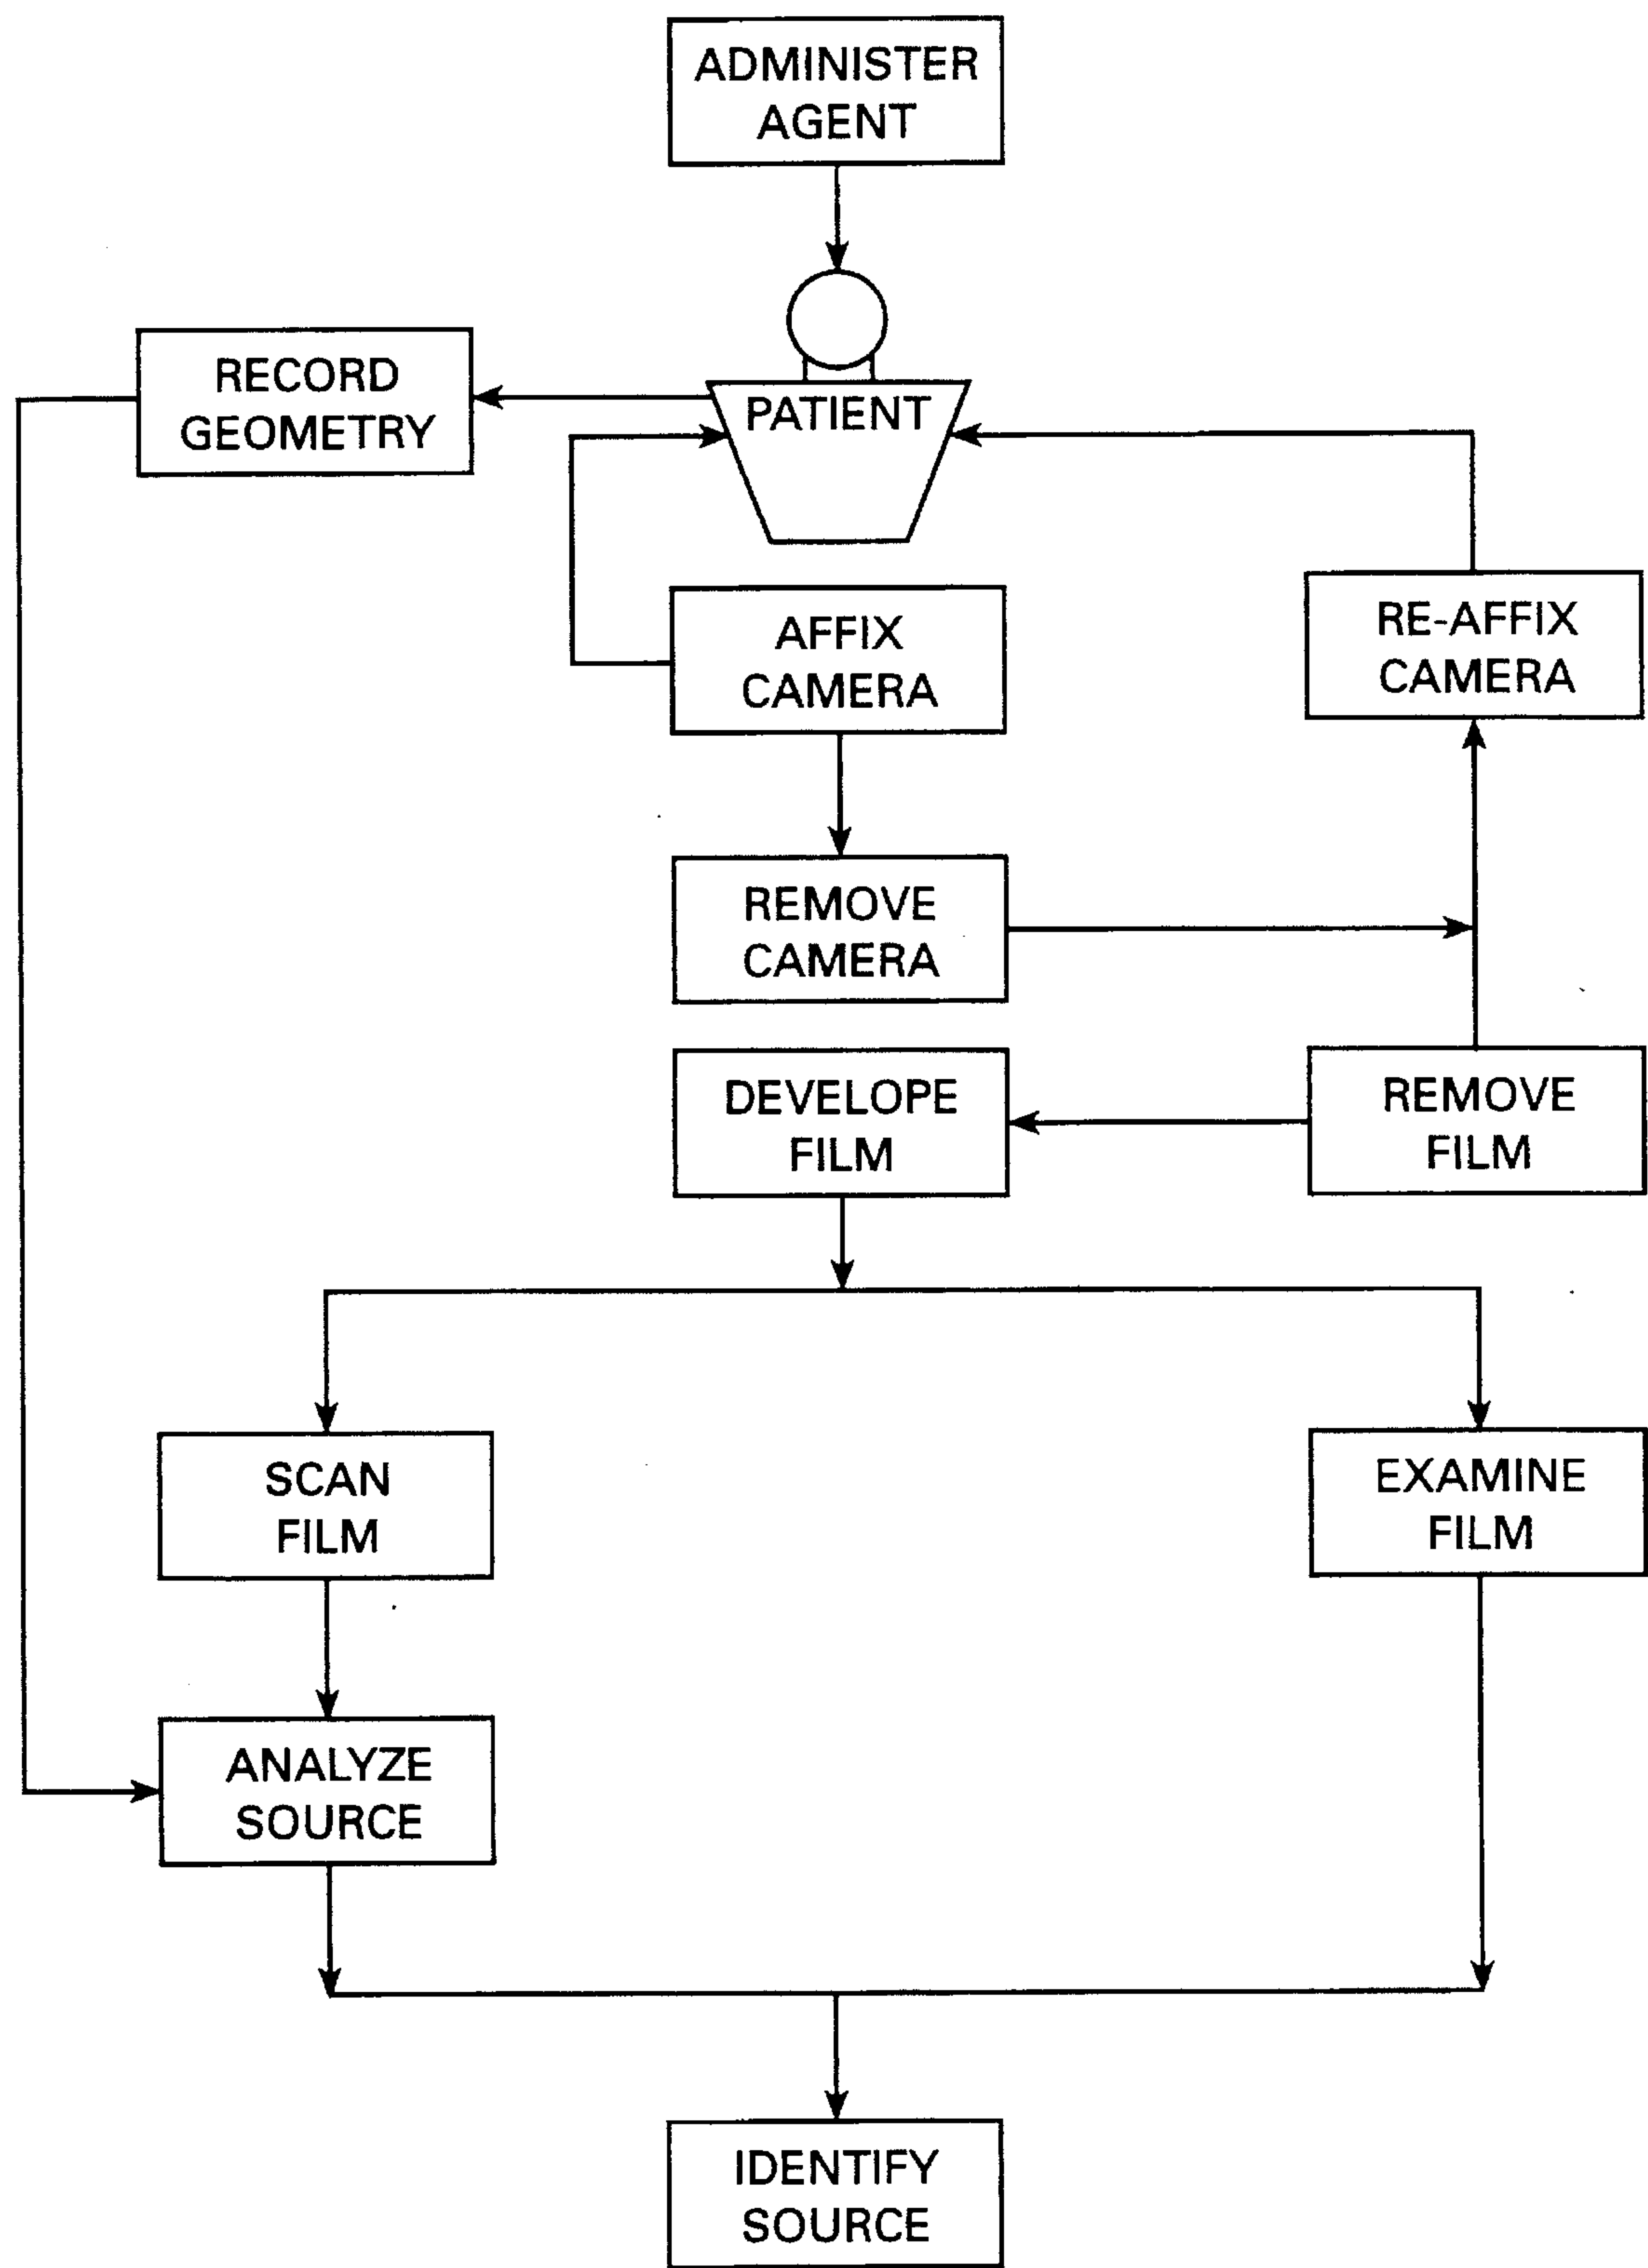 ADMINISTER
AGENT
RECORD
GEOMETRY
PATIENT
AFFIX
CAMERA
RE-AFFIX
CAMERA
REMOVE
CAMERA
DEVELOPE
FILM
REMOVE
FILM
SCAN
FILM
EXAMINE
FILM
ANALYZE
SOURCE
IDENTIFY
SOURCE